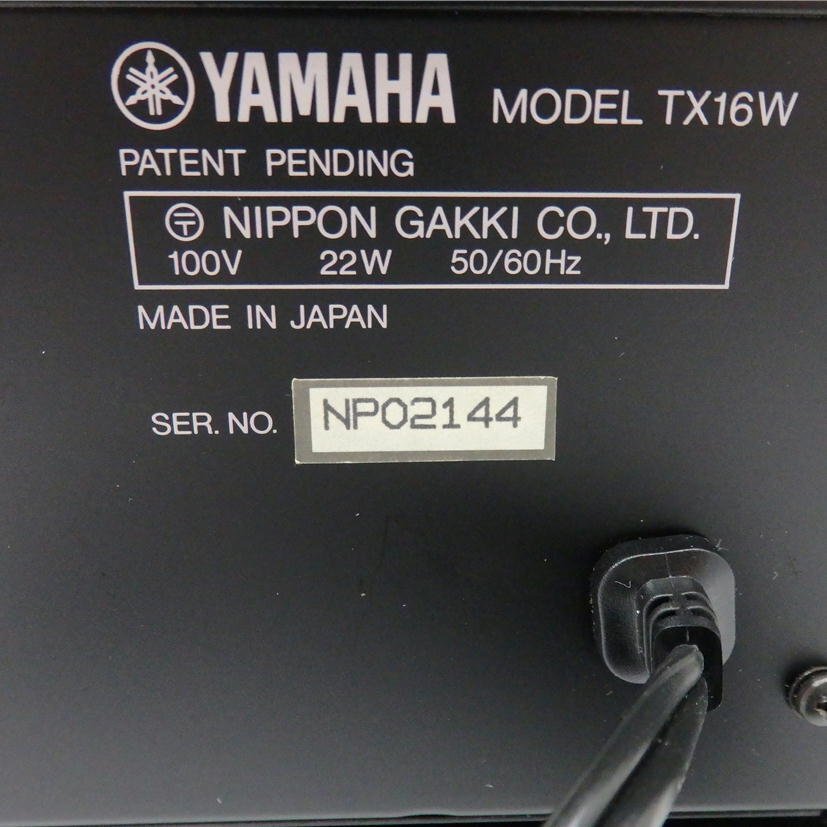 YAMAHA MODEL TX16W
PATENT PENDING
〶 NIPPON GAKKI CO., LTD.
100V 22W 50/60Hz
MADE IN JAPAN
SER. NO. NP02144